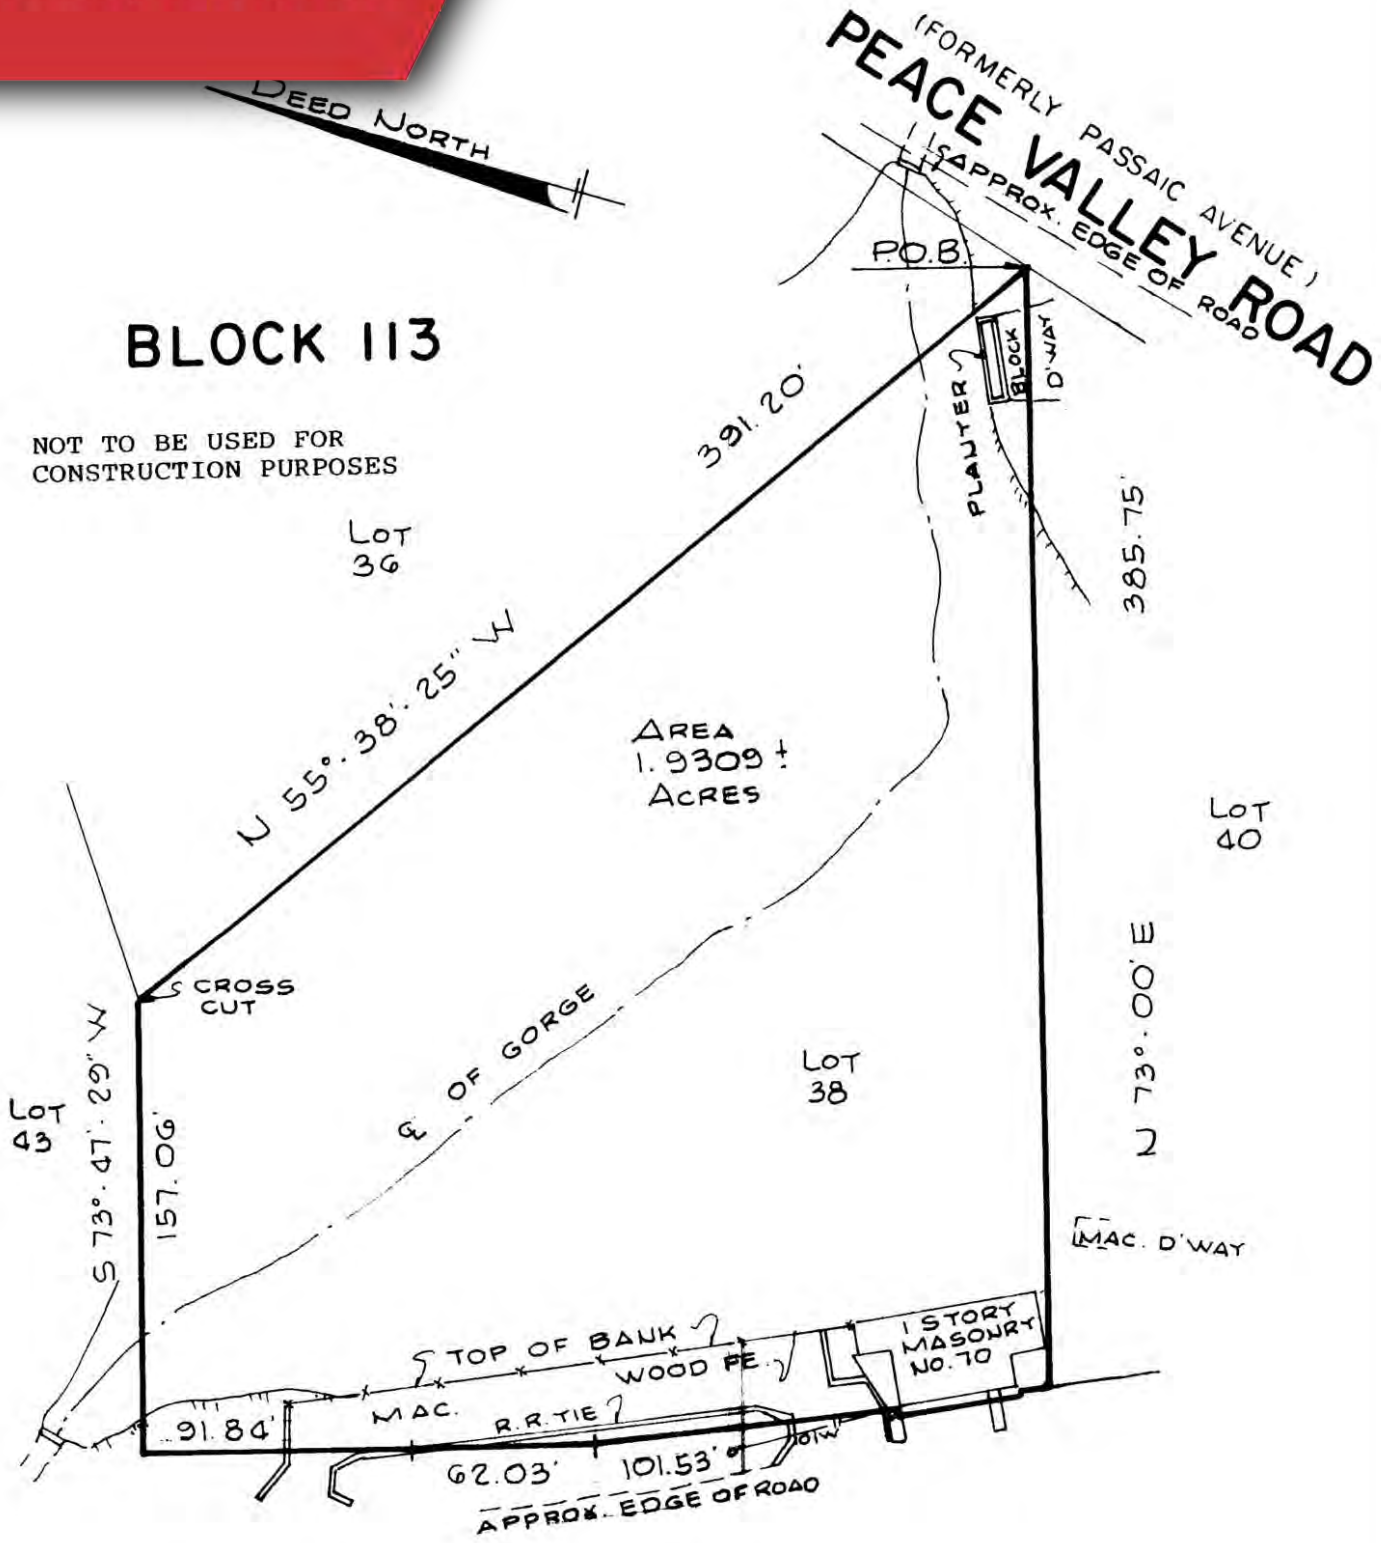 DEED NORTH
(FORMERLY PASSAIC AVENUE)
PEACE VALLEY ROAD
APPROX. EDGE OF ROAD
P.O.B.
BLOCK 113
NOT TO BE USED FOR
CONSTRUCTION PURPOSES
LOT
36
391.20'
PLANTER
BLOCK
D'WAY
385.75'
N 55°. 38'. 25" W
AREA
1.9309 ±
ACRES
LOT
40
CROSS
CUT
S 73°. 47'. 29" W
157.06'
LOT
43
℄ OF GORGE
LOT
38
N 73°. 00' E
MAC. D'WAY
TOP OF BANK
WOOD FE.
1 STORY
MASONRY
NO. 70
MAC.
R.R. TIE
91.84'
62.03'
101.53'
APPROX. EDGE OF ROAD